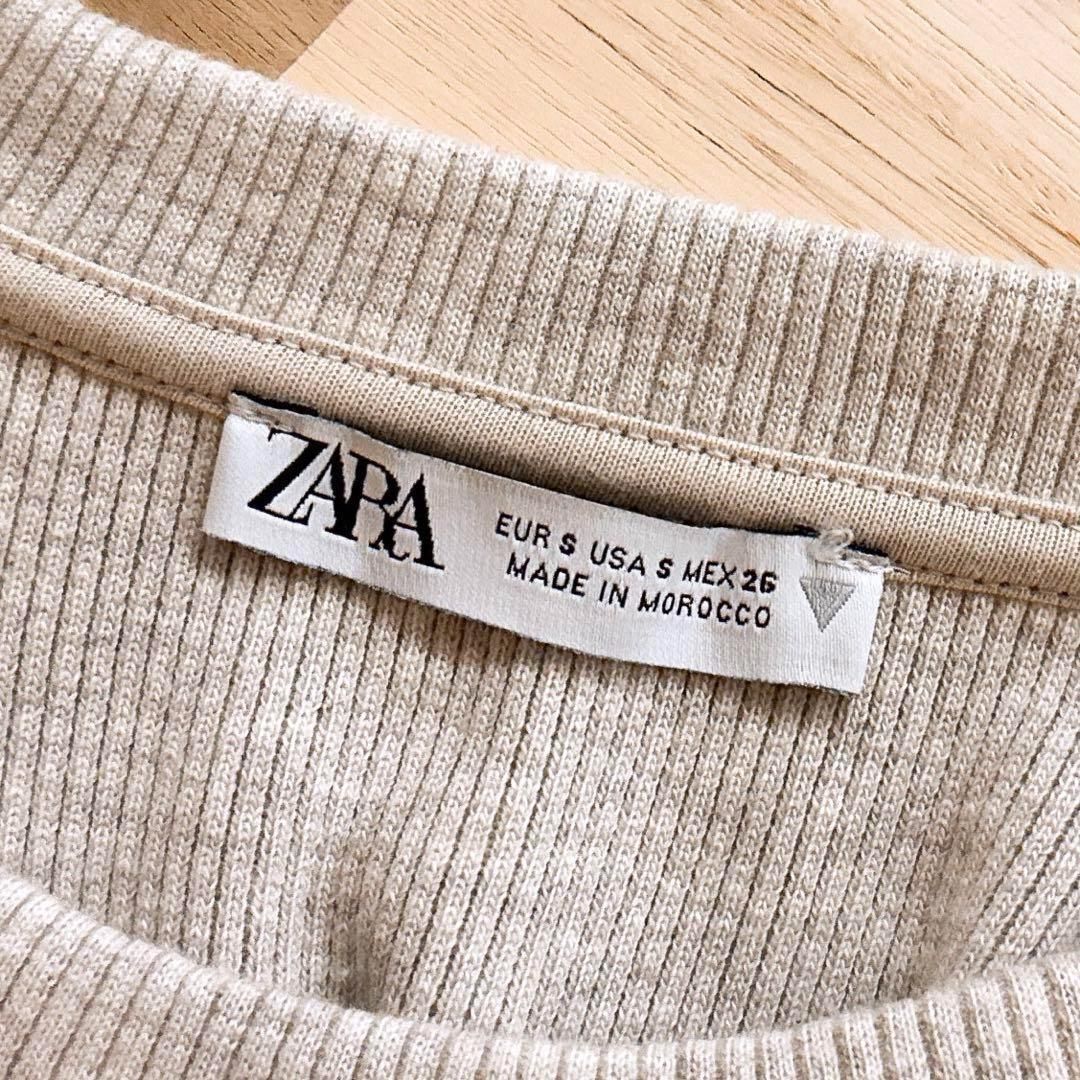 ZARA
EUR S USA S MEX 26
MADE IN MOROCCO